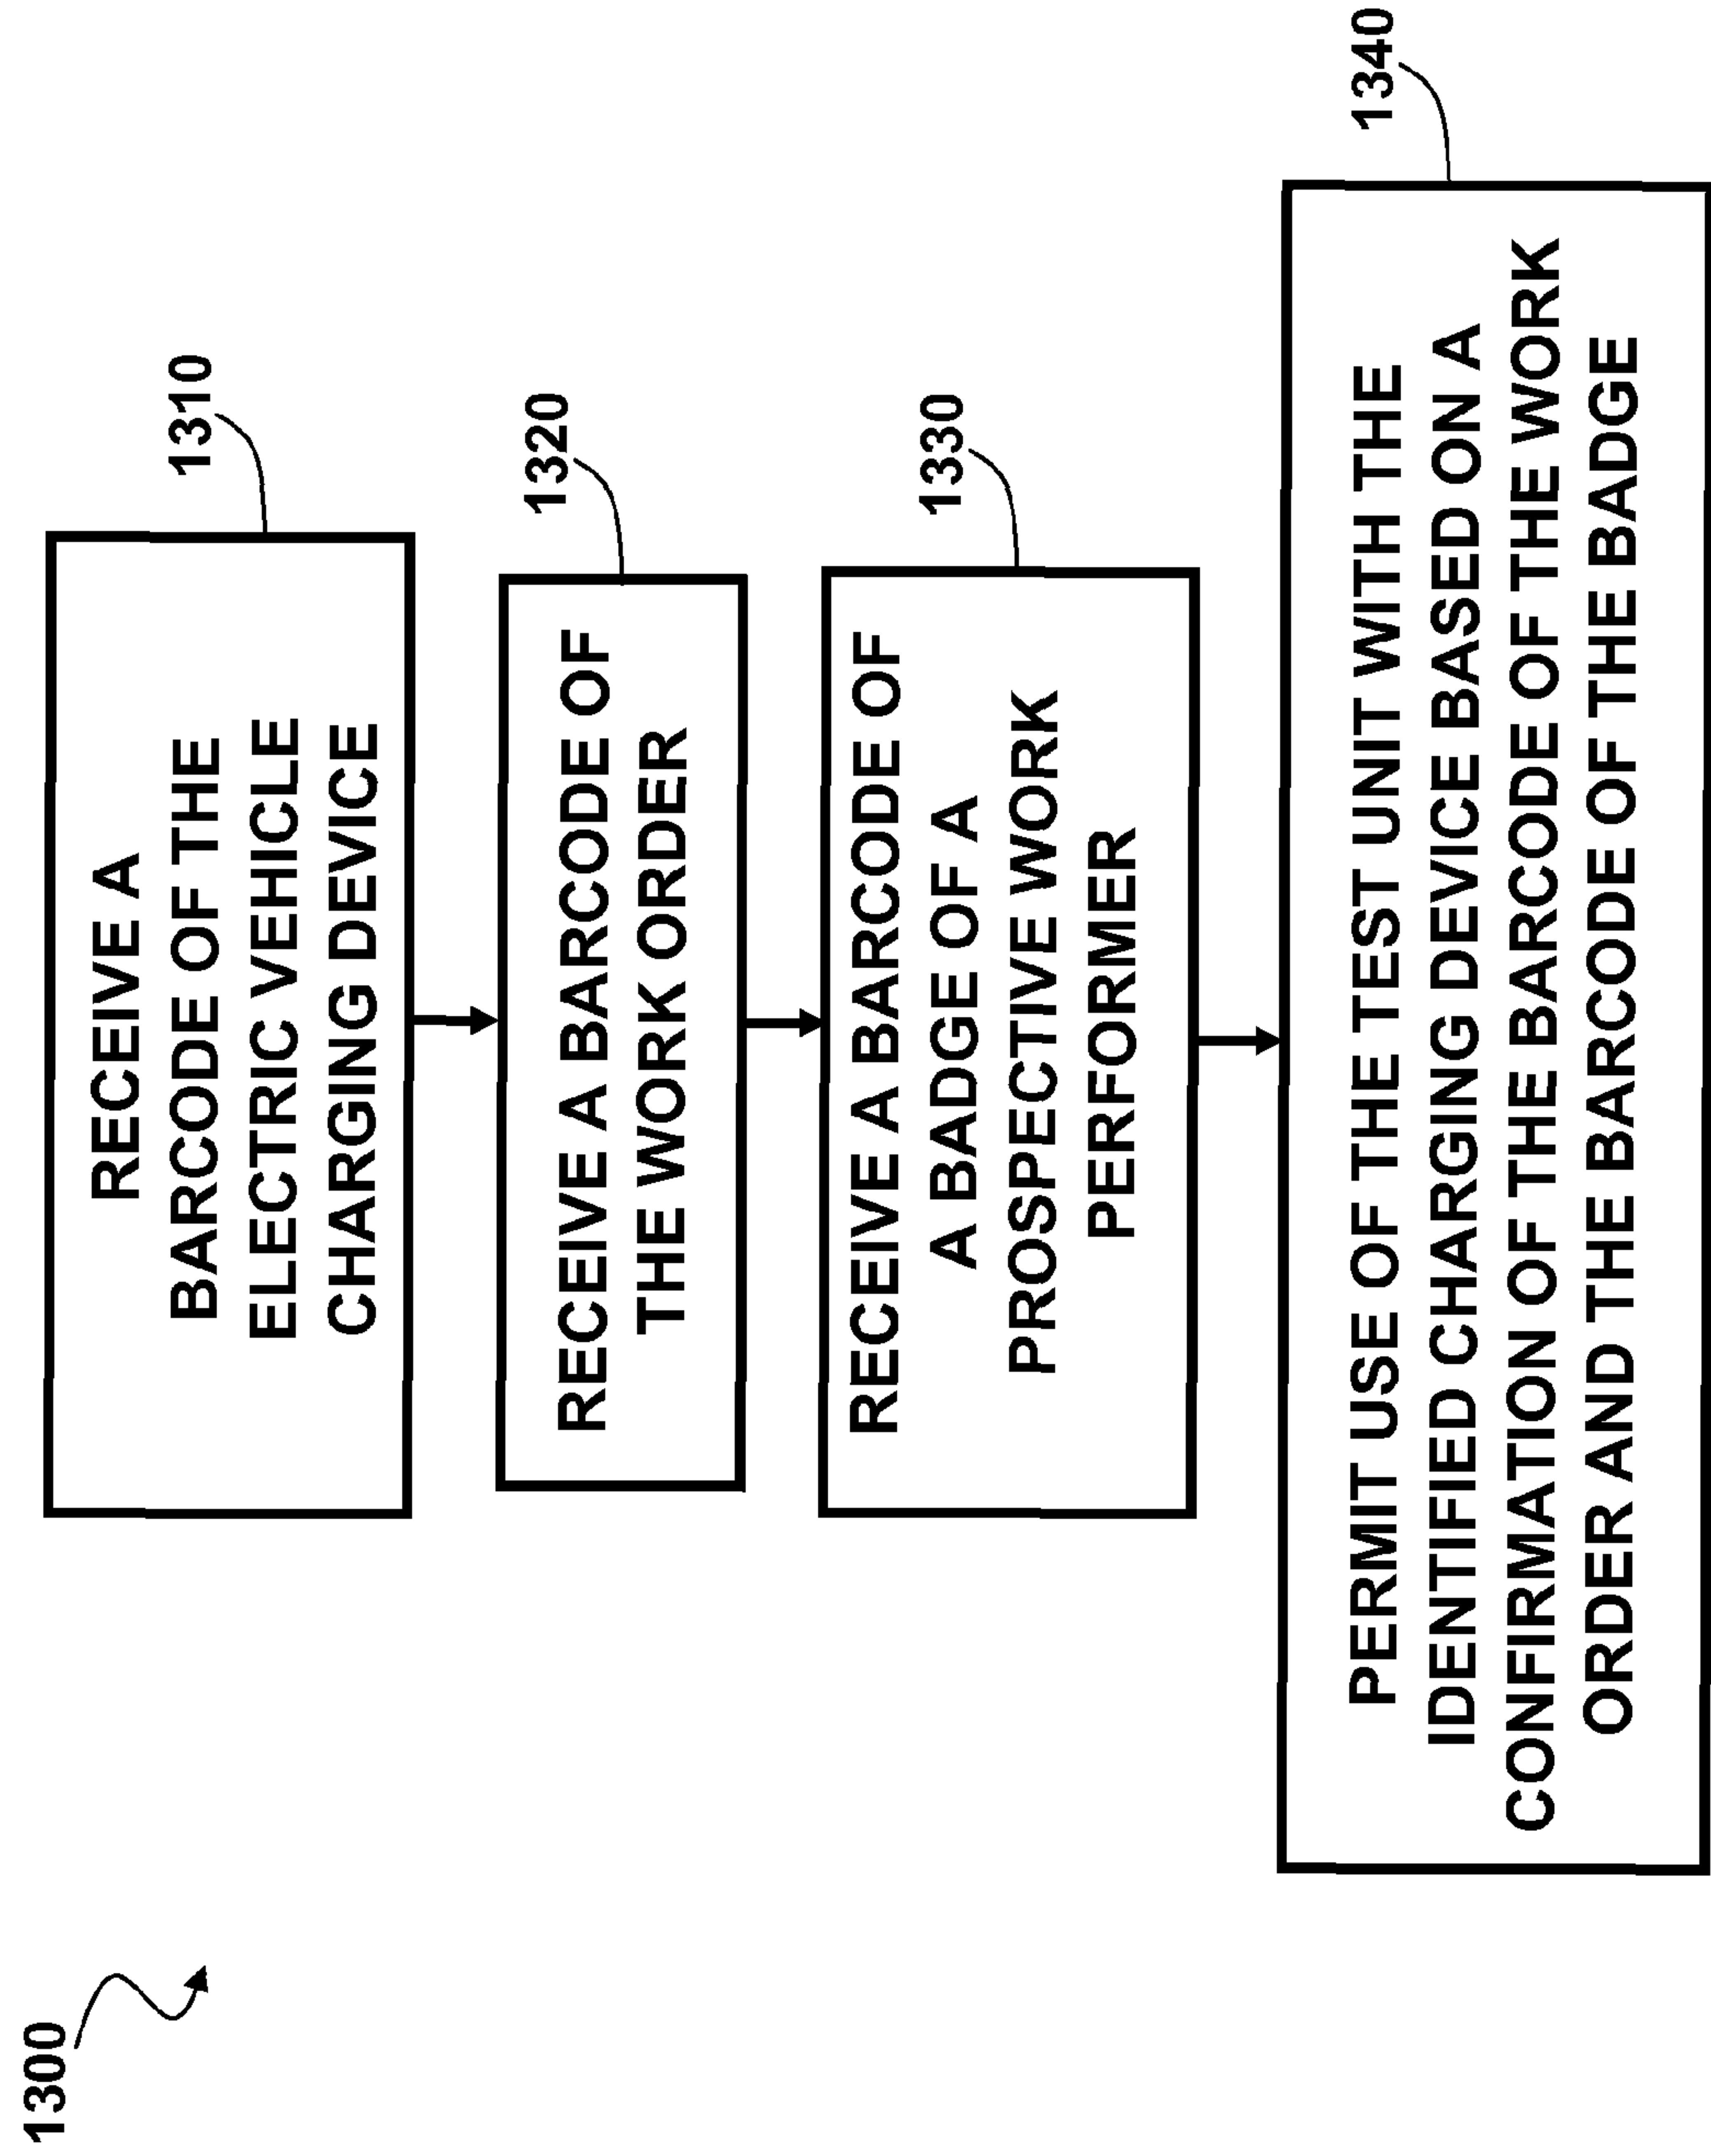 1300
RECEIVE A
BARCODE OF THE
ELECTRIC VEHICLE
CHARGING DEVICE
1310
RECEIVE A BARCODE OF
THE WORK ORDER
1320
RECEIVE A BARCODE OF
A BADGE OF A
PROSPECTIVE WORK
PERFORMER
1330
PERMIT USE OF THE TEST UNIT WITH THE
IDENTIFIED CHARGING DEVICE BASED ON A
CONFIRMATION OF THE BARCODE OF THE WORK
ORDER AND THE BARCODE OF THE BADGE
1340